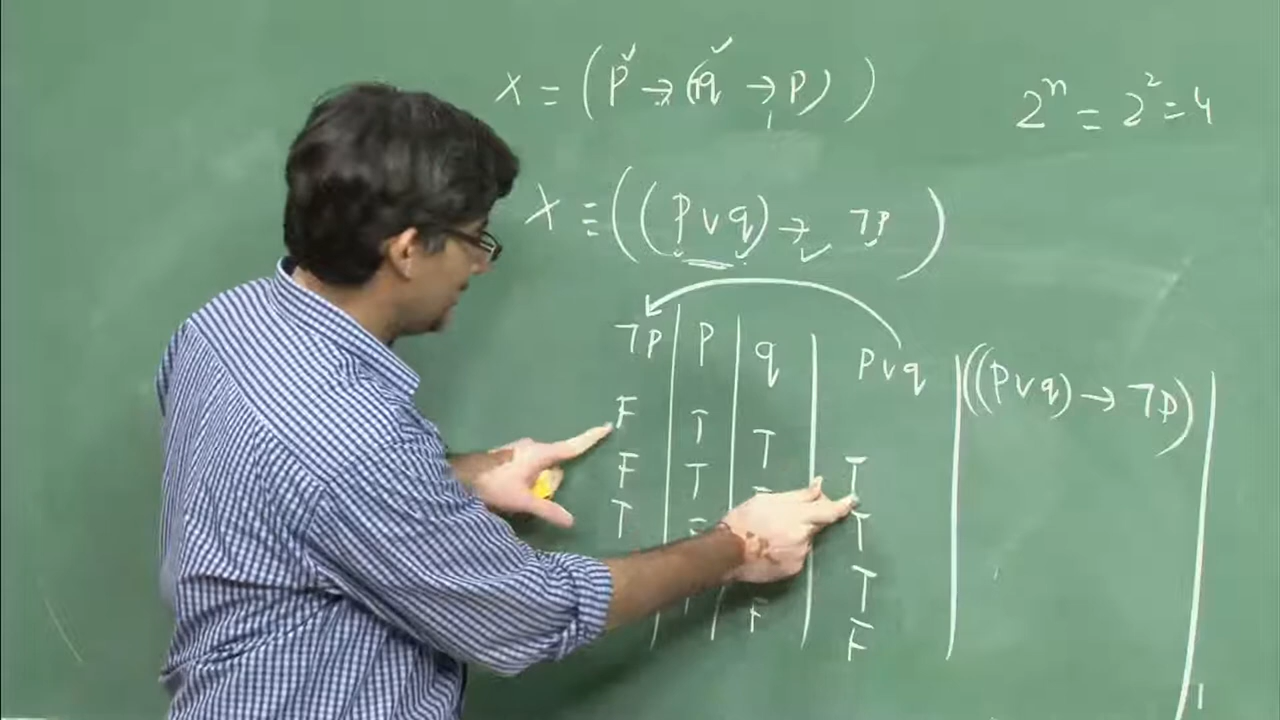 X ≡ (P → (q → P))
2ⁿ = 2² = 4
X ≡ ((P ∨ q) → ¬P)
¬P P q P ∨ q ((P ∨ q) → ¬P)
F T T T
F T T
T F T
F F